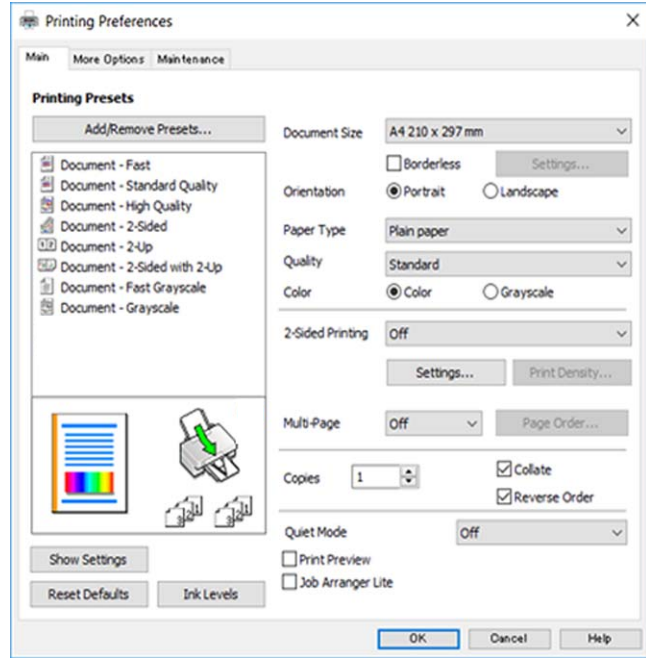 Printing Preferences
Main More Options Maintenance
Printing Presets
Add/Remove Presets...
Document - Fast
Document - Standard Quality
Document - High Quality
Document - 2-Sided
Document - 2-Up
Document - 2-Sided with 2-Up
Document - Fast Grayscale
Document - Grayscale
Show Settings
Reset Defaults Ink Levels
Document Size A4 210 x 297 mm
Borderless Settings...
Orientation Portrait Landscape
Paper Type Plain paper
Quality Standard
Color Color Grayscale
2-Sided Printing Off
Settings... Print Density...
Multi-Page Off Page Order...
Copies 1 Collate
Reverse Order
Quiet Mode Off
Print Preview
Job Arranger Lite
OK Cancel Help